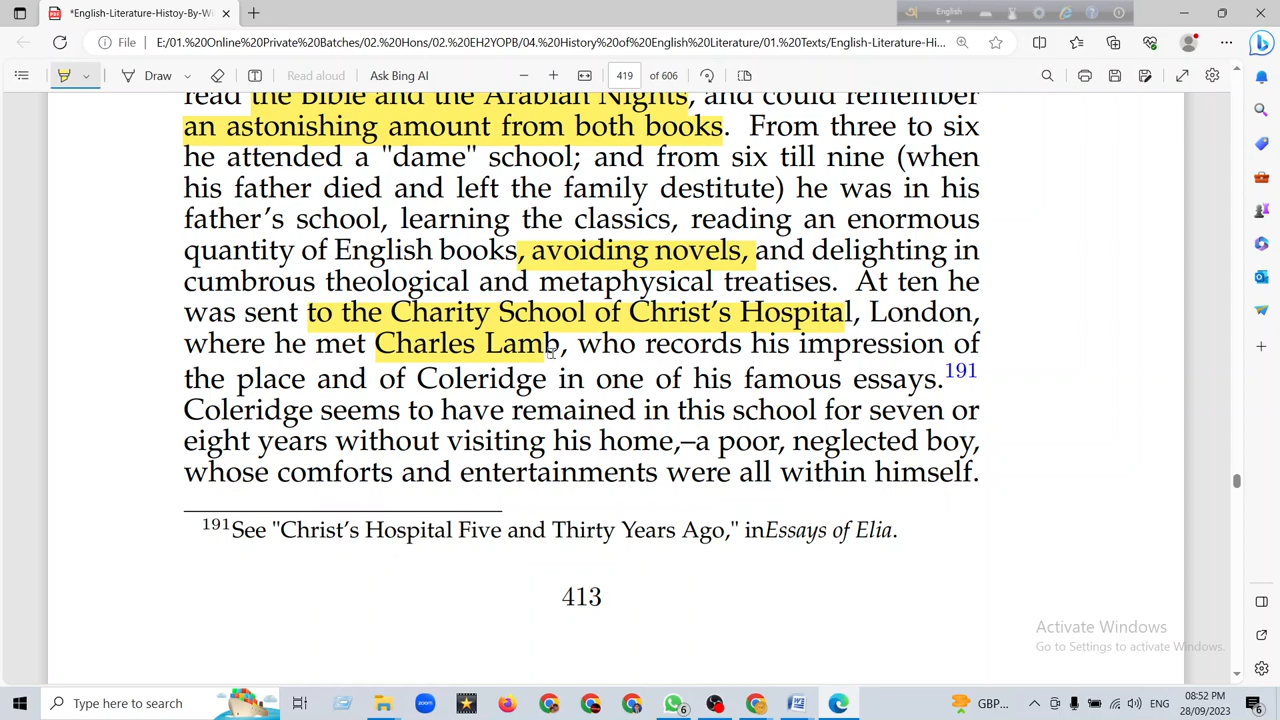 *English-Literature-Histoy-By-Wi
English
File
E:/01.%20Online%20Private%20Batches/02.%20Hons/02.%20EH2YOPB/04.%20History%20of%20English%20Literature/01.%20Texts/English-Literature-Hi...
Draw
Read aloud
Ask Bing AI
419
of 606
read the Bible and the Arabian Nights, and could remember
an astonishing amount from both books. From three to six
he attended a "dame" school; and from six till nine (when
his father died and left the family destitute) he was in his
father's school, learning the classics, reading an enormous
quantity of English books, avoiding novels, and delighting in
cumbrous theological and metaphysical treatises. At ten he
was sent to the Charity School of Christ's Hospital, London,
where he met Charles Lamb, who records his impression of
the place and of Coleridge in one of his famous essays.191
Coleridge seems to have remained in this school for seven or
eight years without visiting his home,–a poor, neglected boy,
whose comforts and entertainments were all within himself.
191See "Christ's Hospital Five and Thirty Years Ago," inEssays of Elia.
413
Activate Windows
Go to Settings to activate Windows.
Type here to search
zoom
6
GBP...
ENG
08:52 PM
28/09/2023
6